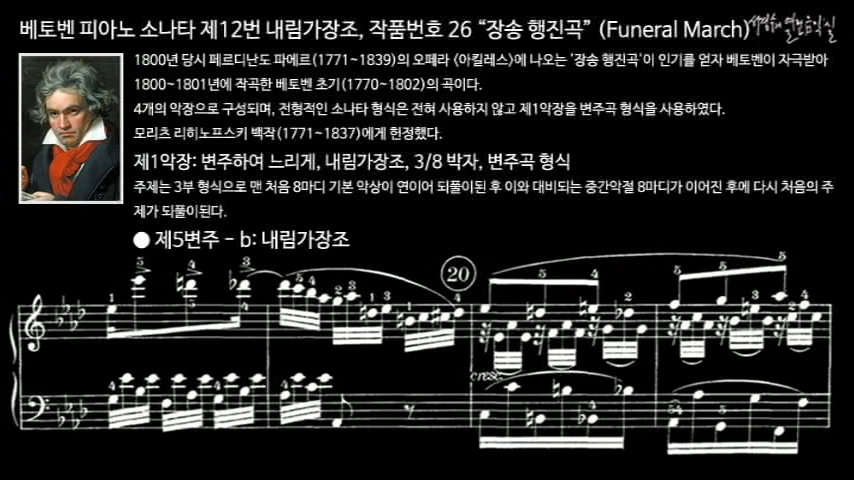 베토벤 피아노 소나타 제12번 내림가장조, 작품번호 26 “장송 행진곡” (Funeral March)
1800년 당시 페르디난도 파에르(1771~1839)의 오페라 <아킬레스>에 나오는 '장송 행진곡'이 인기를 얻자 베토벤이 자극받아
1800~1801년에 작곡한 베토벤 초기(1770~1802)의 곡이다.
4개의 악장으로 구성되며, 전형적인 소나타 형식은 전혀 사용하지 않고 제1악장을 변주곡 형식을 사용하였다.
모리츠 리히노프스키 백작(1771~1837)에게 헌정했다.
제1악장: 변주하여 느리게, 내림가장조, 3/8 박자, 변주곡 형식
주제는 3부 형식으로 맨 처음 8마디 기본 악상이 연이어 되풀이된 후 이와 대비되는 중간악절 8마디가 이어진 후에 다시 처음의 주
제가 되풀이된다.
● 제5변주 - b: 내림가장조
20
cresc.